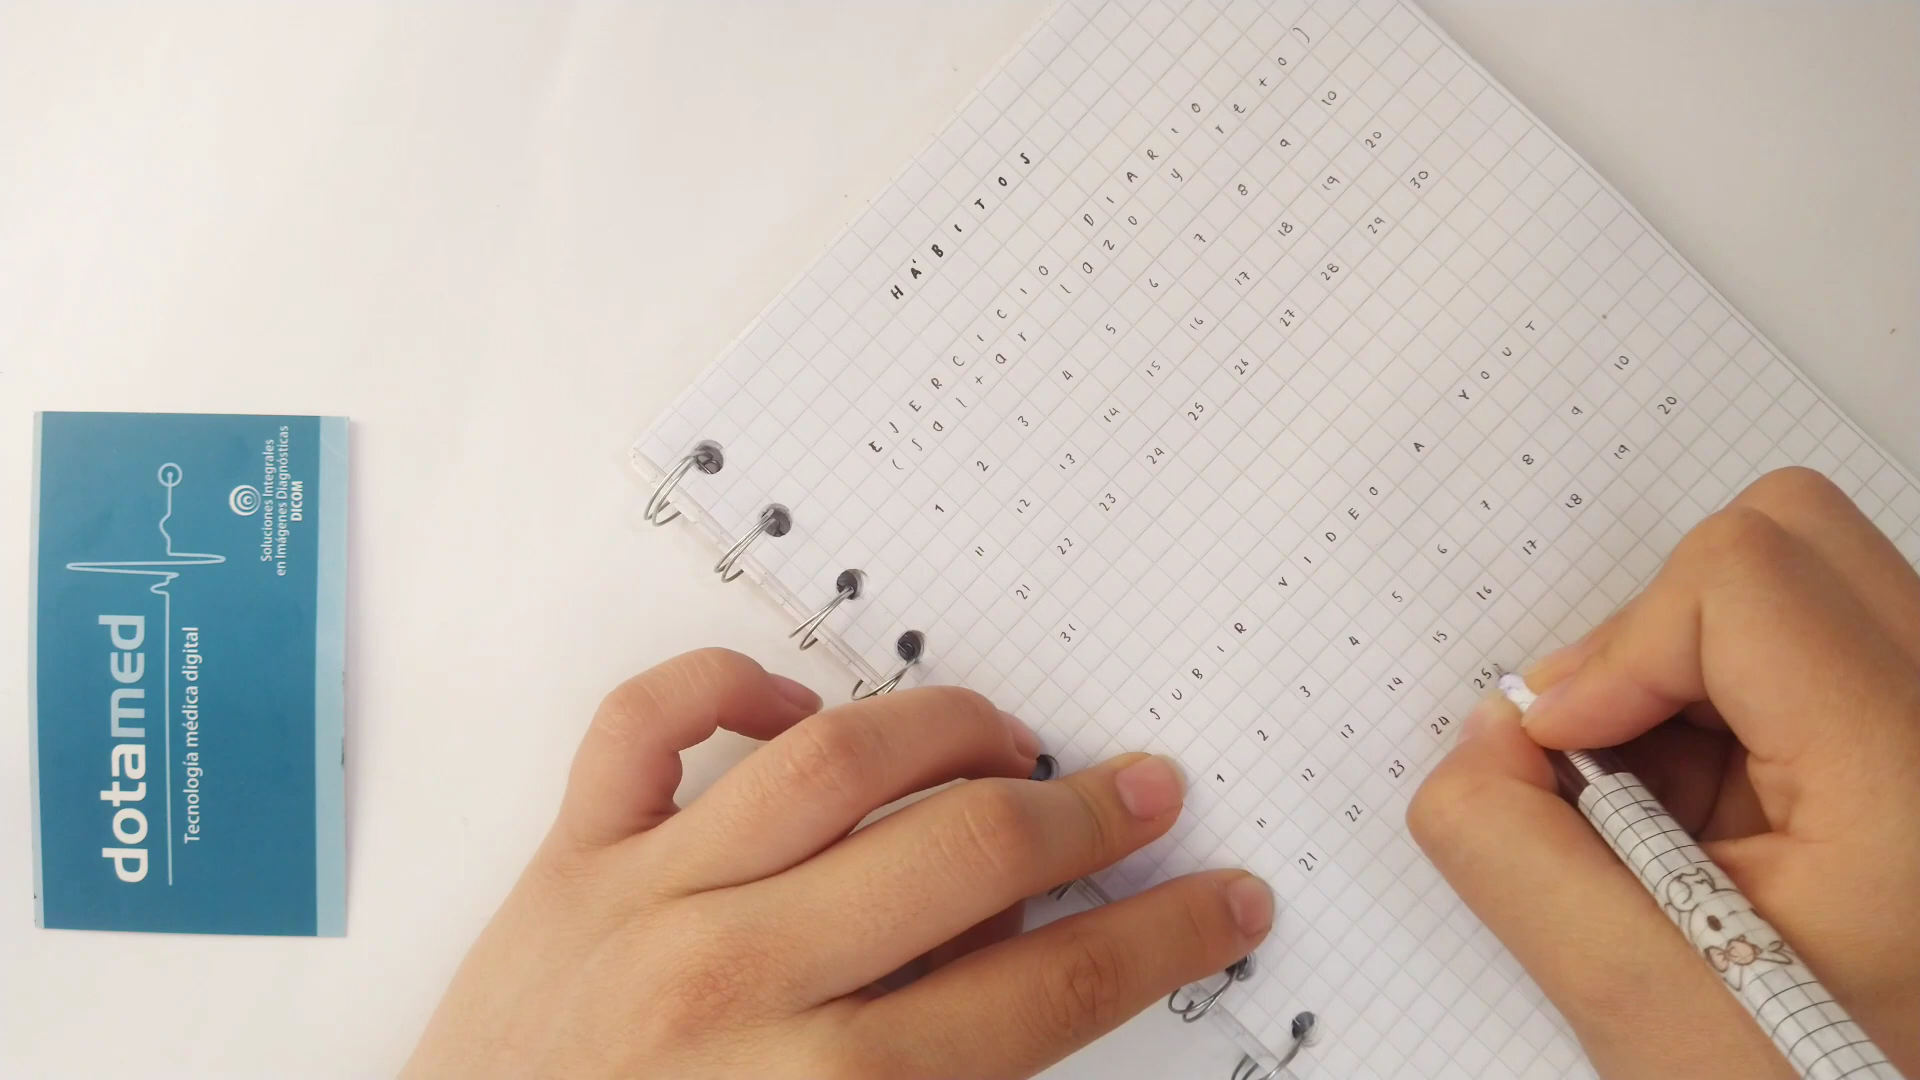 dotamed
Tecnología médica digital
Soluciones Integrales
en Imágenes Diagnósticas
DICOM
HÁBITOS
EJERCICIO DIARIO
(saltar lazo y reto)
1 2 3 4 5 6 7 8 9 10
11 12 13 14 15 16 17 18 19 20
21 22 23 24 25 26 27 28 29 30
31
SUBIR VIDEO A YOUT
1 2 3 4 5 6 7 8 9 10
11 12 13 14 15 16 17 18 19 20
21 22 23 24 25